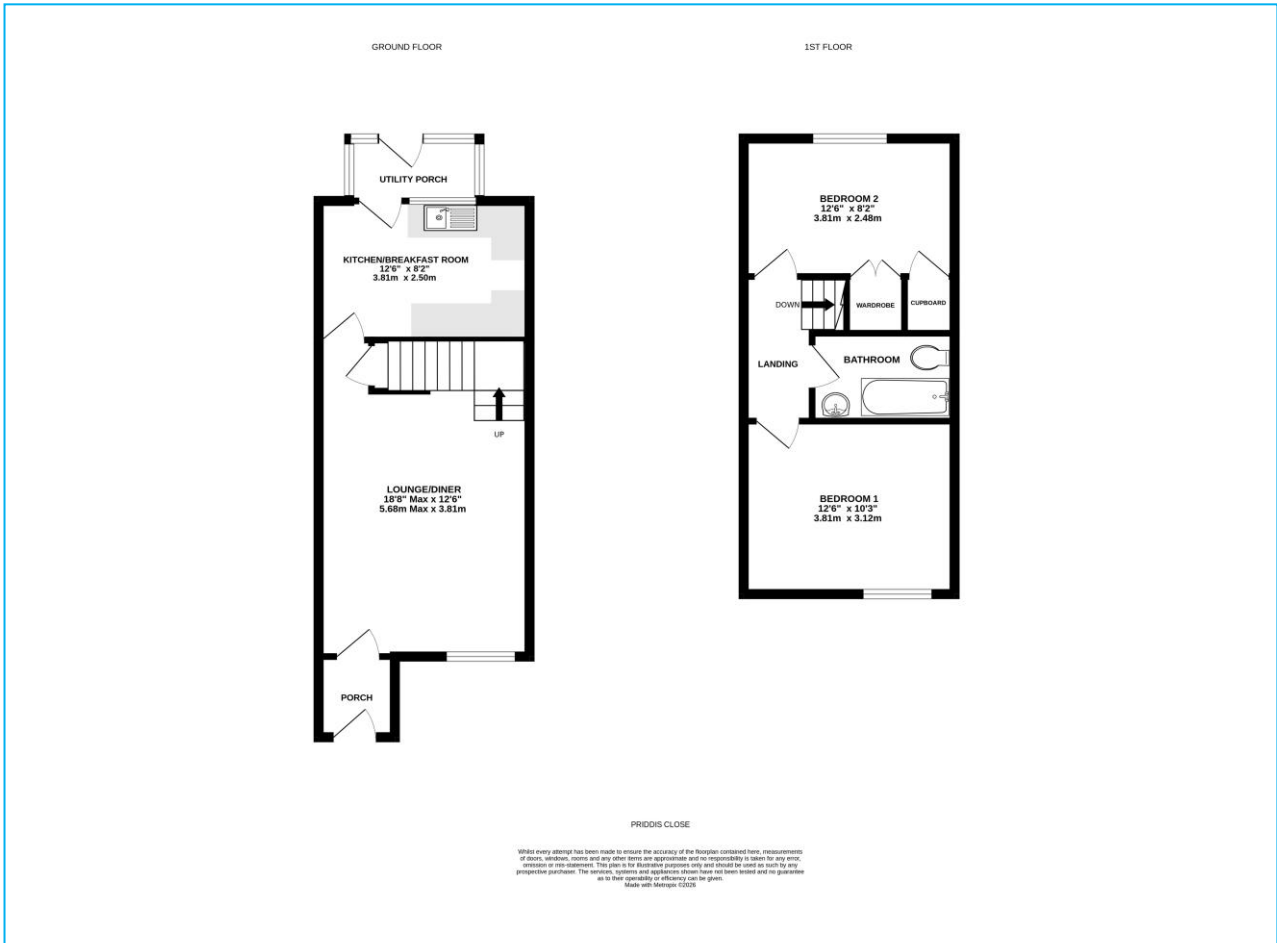 GROUND FLOOR
1ST FLOOR
UTILITY PORCH
KITCHEN/BREAKFAST ROOM
12'6" x 8'2"
3.81m x 2.50m
UP
LOUNGE/DINER
18'8" Max x 12'6"
5.68m Max x 3.81m
PORCH
BEDROOM 2
12'6" x 8'2"
3.81m x 2.48m
DOWN
WARDROBE
CUPBOARD
LANDING
BATHROOM
BEDROOM 1
12'6" x 10'3"
3.81m x 3.12m
PRIDDIS CLOSE
Whilst every attempt has been made to ensure the accuracy of the floorplan contained here, measurements
of doors, windows, rooms and any other items are approximate and no responsibility is taken for any error,
omission or mis-statement. This plan is for illustrative purposes only and should be used as such by any
prospective purchaser. The services, systems and appliances shown have not been tested and no guarantee
as to their operability or efficiency can be given.
Made with Metropix ©2026